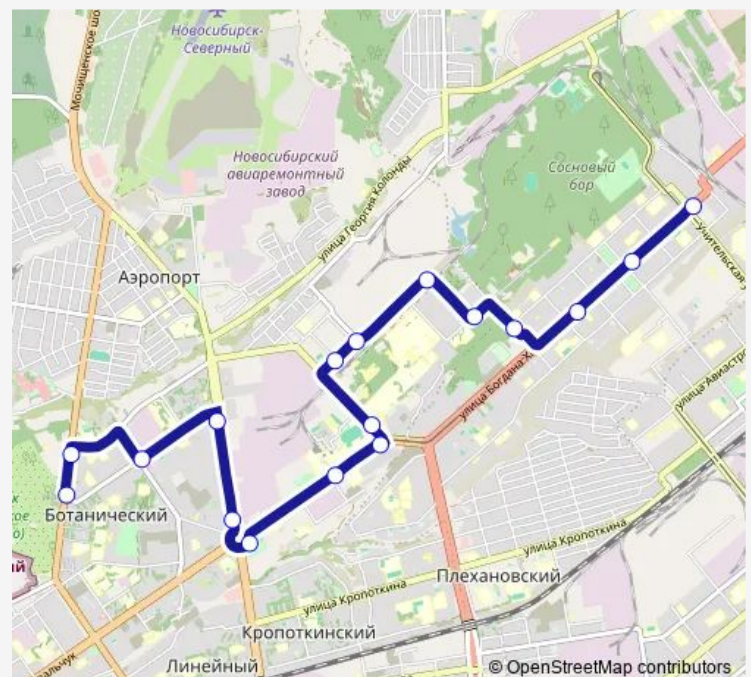 Мочищенское шо
Новосибирск-
Северный
Новосибирский
авиаремонтный
завод
улица Георгия Колонды
Сосновый
бор
Учительская
Аэропорт
улица Богдана Х
улица Авиастр
Ботанический
улица Кропоткина
Плехановский
улица Кропоткина
Кропоткинский
Линейный
© OpenStreetMap contributors